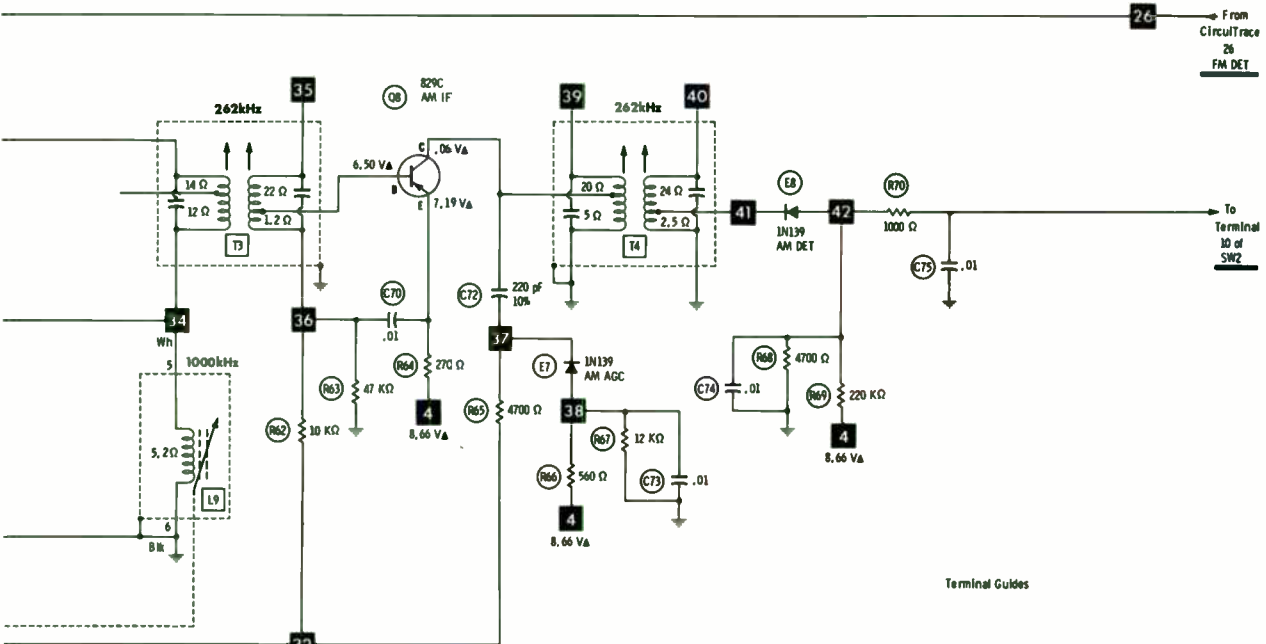 26
From
CircuiTrace
26
FM DET
35
Q8
829C
AM IF
39
40
262kHz
262kHz
C
.06 V▲
6.50 V▲
B
E
7.19 V▲
14 Ω
22 Ω
12 Ω
1.2 Ω
T3
20 Ω
24 Ω
5 Ω
2.5 Ω
T4
E8
R70
41
42
1N139
AM DET
1000 Ω
To
Terminal
10 of
SW2
C75
.01
C70
.01
C72
220 pF
10%
34
36
37
Wh
5
1000kHz
R64
270 Ω
E7
1N139
AM AGC
R68
4700 Ω
R63
47 KΩ
C74
.01
R69
220 KΩ
4
8.66 V▲
R65
4700 Ω
38
R62
10 KΩ
4
8.66 V▲
5.2Ω
R67
12 KΩ
R66
560 Ω
C73
.01
L9
4
8.66 V▲
6
Blk
Terminal Guides